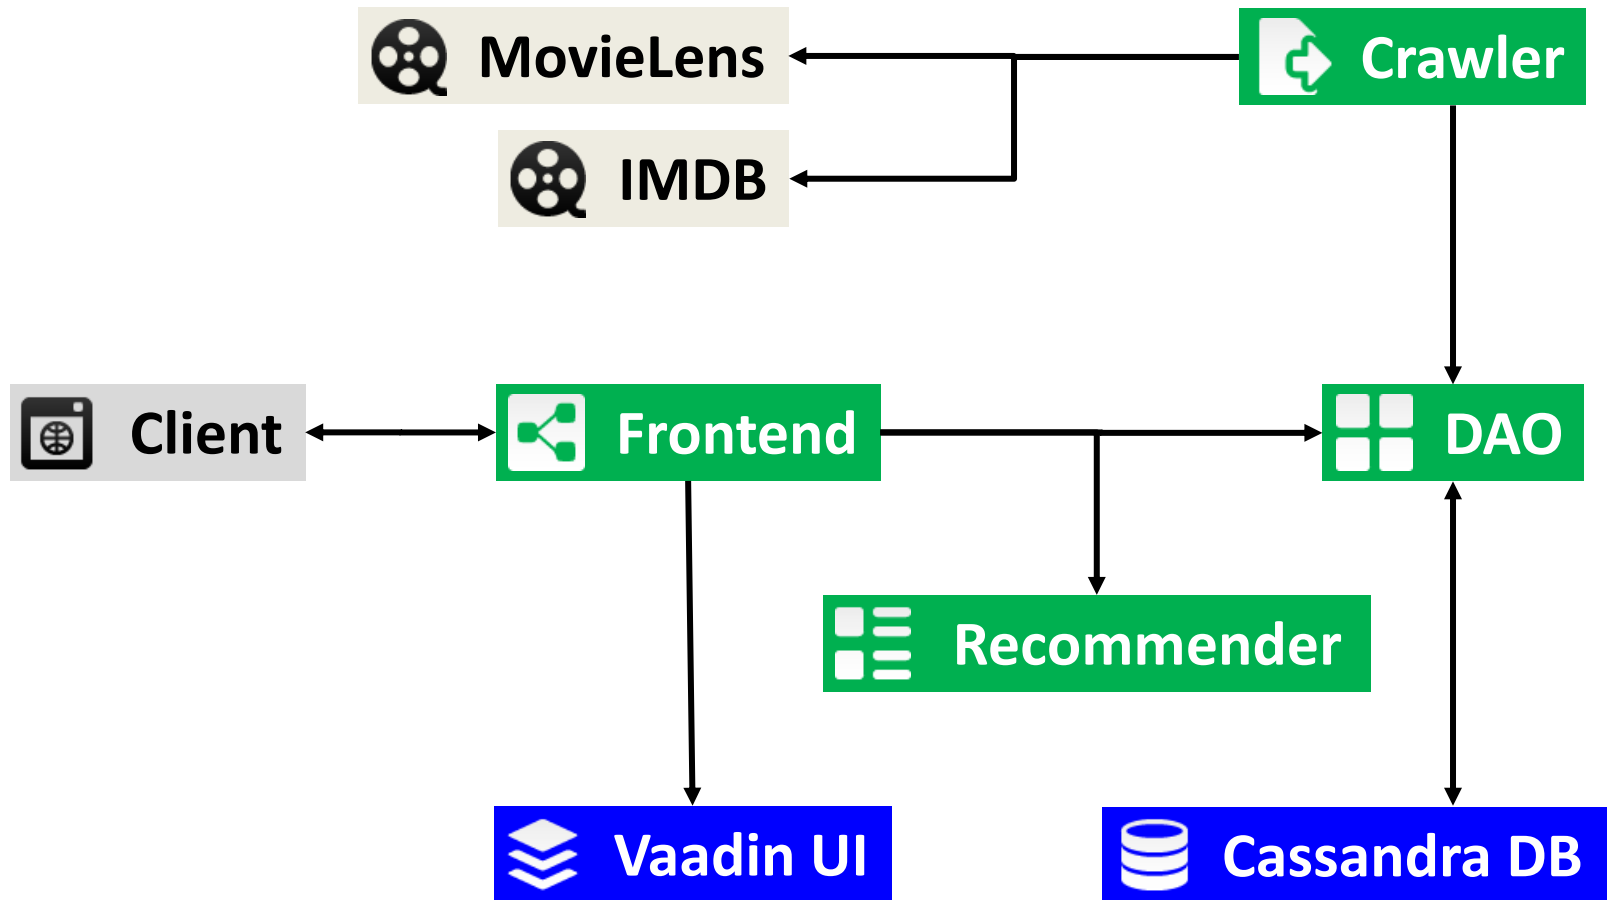 MovieLens
Crawler
IMDB
Client
Frontend
DAO
Recommender
Vaadin UI
Cassandra DB